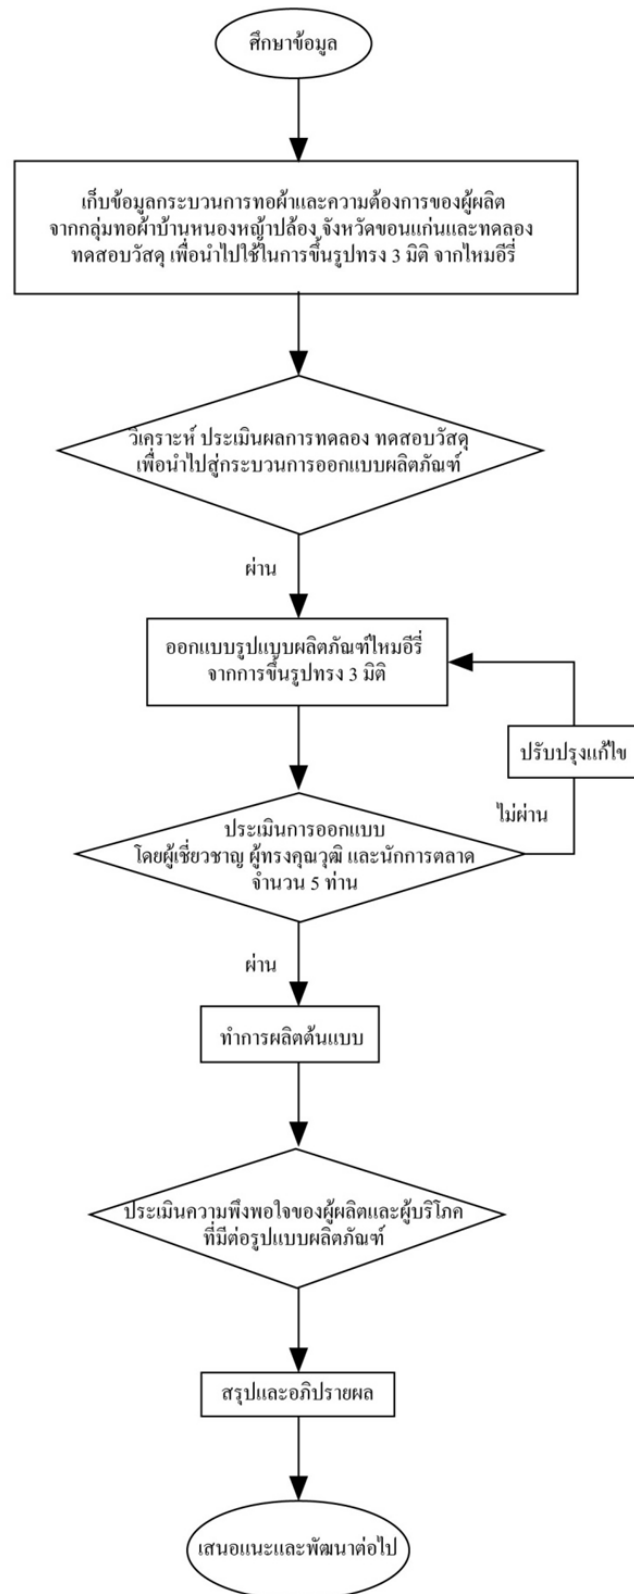 ศึกษาข้อมูล
เก็บข้อมูลกระบวนการทอผ้าและความต้องการของผู้ผลิต
จากกลุ่มทอผ้าบ้านหนองหญ้าปล้อง จังหวัดขอนแก่นและทดลอง
ทดสอบวัสดุ เพื่อนำไปใช้ในการขึ้นรูปทรง 3 มิติ จากไหมอีรี่
วิเคราะห์ ประเมินผลการทดลอง ทดสอบวัสดุ
เพื่อนำไปสู่กระบวนการออกแบบผลิตภัณฑ์
ผ่าน
ออกแบบรูปแบบผลิตภัณฑ์ไหมอีรี่
จากการขึ้นรูปทรง 3 มิติ
ปรับปรุงแก้ไข
ไม่ผ่าน
ประเมินการออกแบบ
โดยผู้เชี่ยวชาญ ผู้ทรงคุณวุฒิ และนักการตลาด
จำนวน 5 ท่าน
ผ่าน
ทำการผลิตต้นแบบ
ประเมินความพึงพอใจของผู้ผลิตและผู้บริโภค
ที่มีต่อรูปแบบผลิตภัณฑ์
สรุปและอภิปรายผล
เสนอแนะและพัฒนาต่อไป